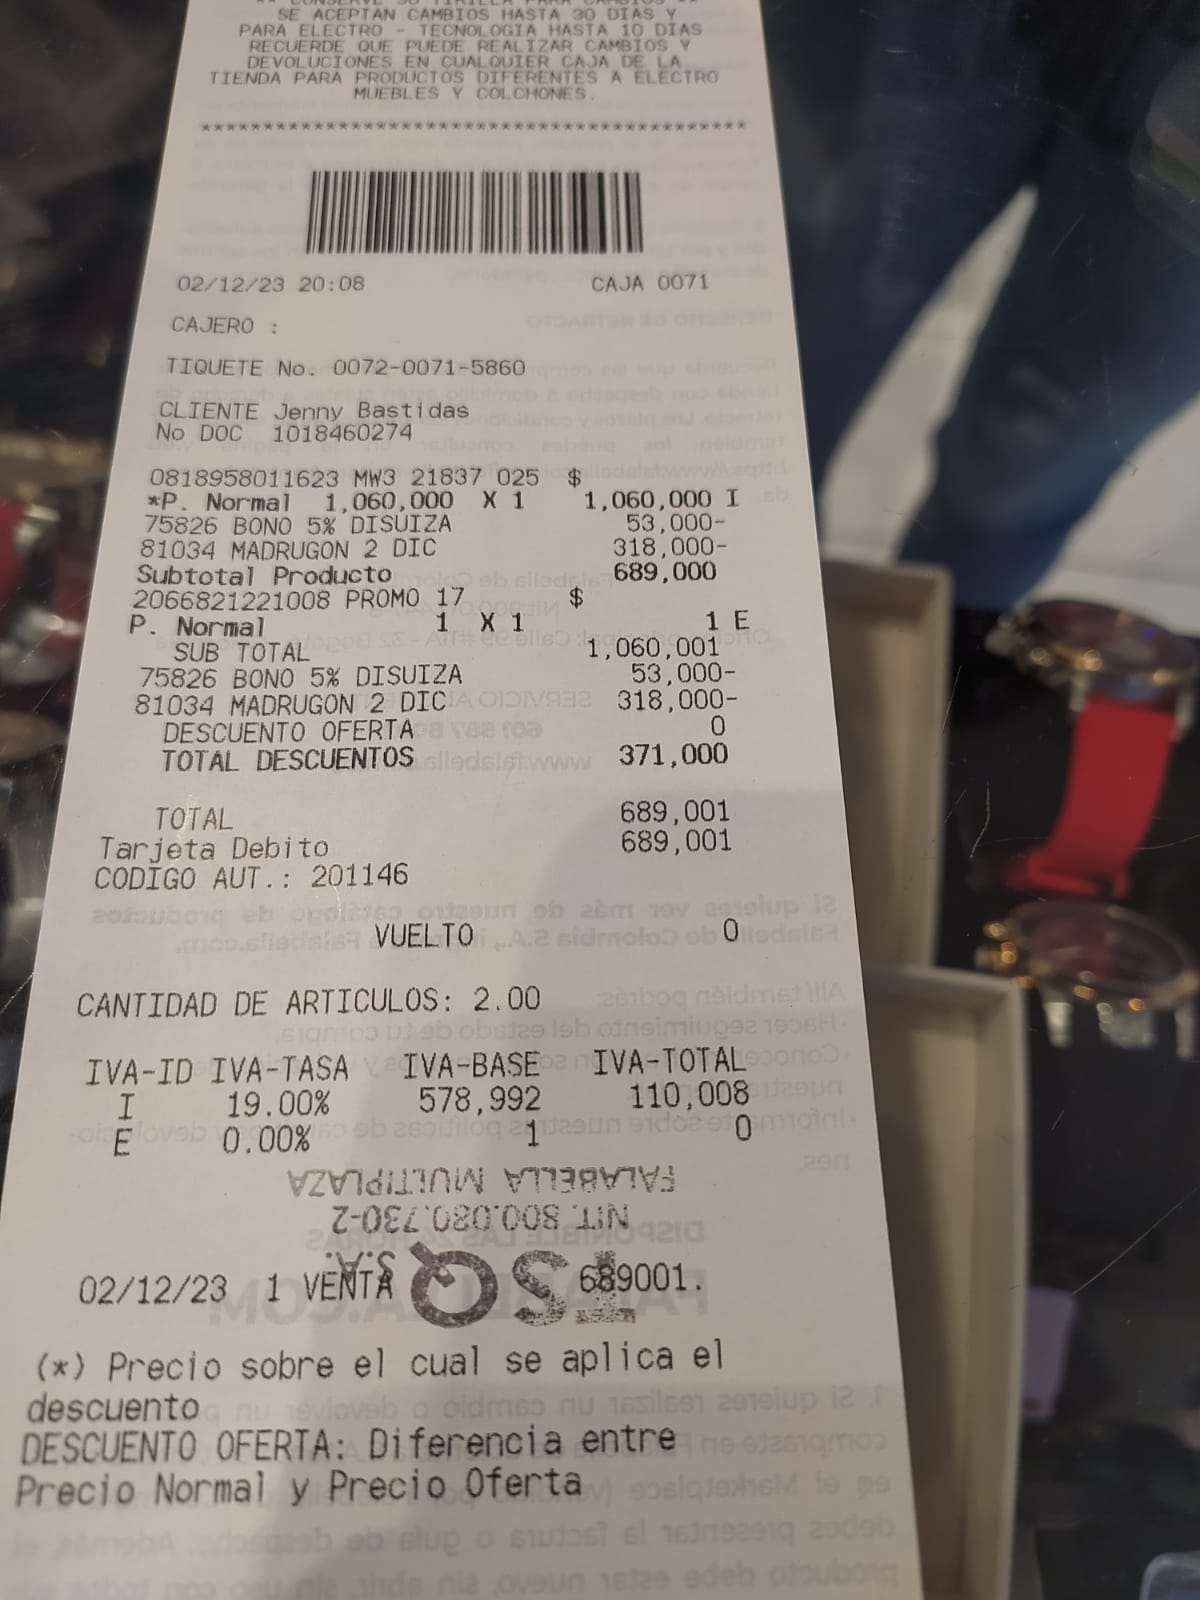 SE ACEPTAN CAMBIOS HASTA 30 DIAS Y
PARA ELECTRO - TECNOLOGIA HASTA 10 DIAS
RECUERDE QUE PUEDE REALIZAR CAMBIOS Y
DEVOLUCIONES EN CUALQUIER CAJA DE LA
TIENDA PARA PRODUCTOS DIFERENTES A ELECTRO
MUEBLES Y COLCHONES.
********************************************
02/12/23 20:08 CAJA 0071
CAJERO :
TIQUETE No. 0072-0071-5860
CLIENTE Jenny Bastidas
No DOC 1018460274
0818958011623 MW3 21837 025 $
*P. Normal 1,060,000 X 1 1,060,000 I
75826 BONO 5% DISUIZA 53,000-
81034 MADRUGON 2 DIC 318,000-
Subtotal Producto 689,000
2066821221008 PROMO 17 $
P. Normal 1 X 1 1 E
SUB TOTAL 1,060,001
75826 BONO 5% DISUIZA 53,000-
81034 MADRUGON 2 DIC 318,000-
DESCUENTO OFERTA 0
TOTAL DESCUENTOS 371,000
TOTAL 689,001
Tarjeta Debito 689,001
CODIGO AUT.: 201146
VUELTO 0
CANTIDAD DE ARTICULOS: 2.00
IVA-ID IVA-TASA IVA-BASE IVA-TOTAL
I 19.00% 578,992 110,008
E 0.00% 1 0
FALABELLA MULTIPLAZA
NIT. 800.080.730-2
S.A.
02/12/23 1 VENTA 689001.
(*) Precio sobre el cual se aplica el
descuento
DESCUENTO OFERTA: Diferencia entre
Precio Normal y Precio Oferta